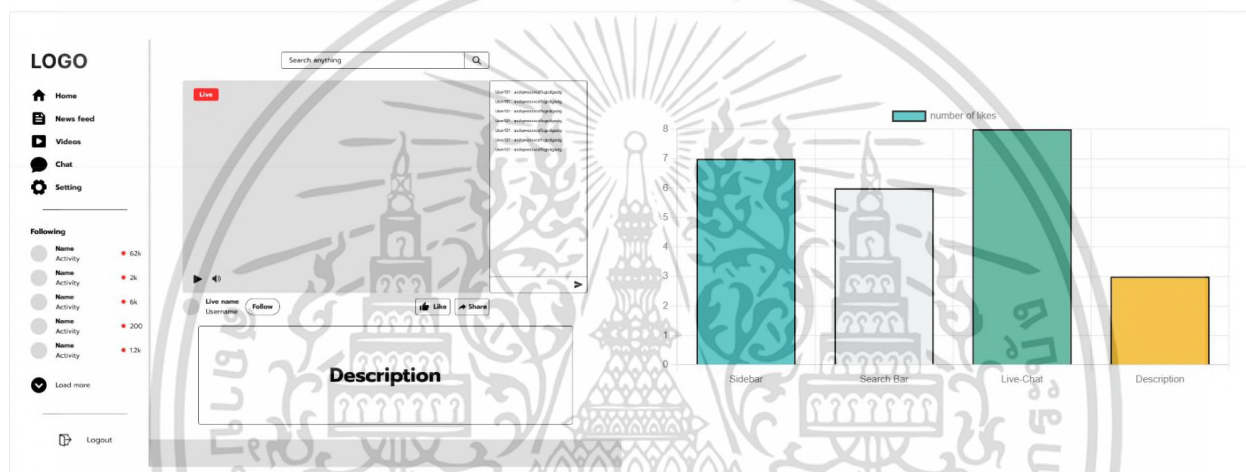 LOGO
Home
News feed
Videos
Chat
Setting
Following
Name
Activity
62k
Name
Activity
2k
Name
Activity
6k
Name
Activity
200
Name
Activity
12k
Load more
Logout
Search anything
Live
Live name
Username
Follow
Like
Share
Description
number of likes
8
7
6
5
4
3
2
1
0
Sidebar
Search Bar
Live-Chat
Description